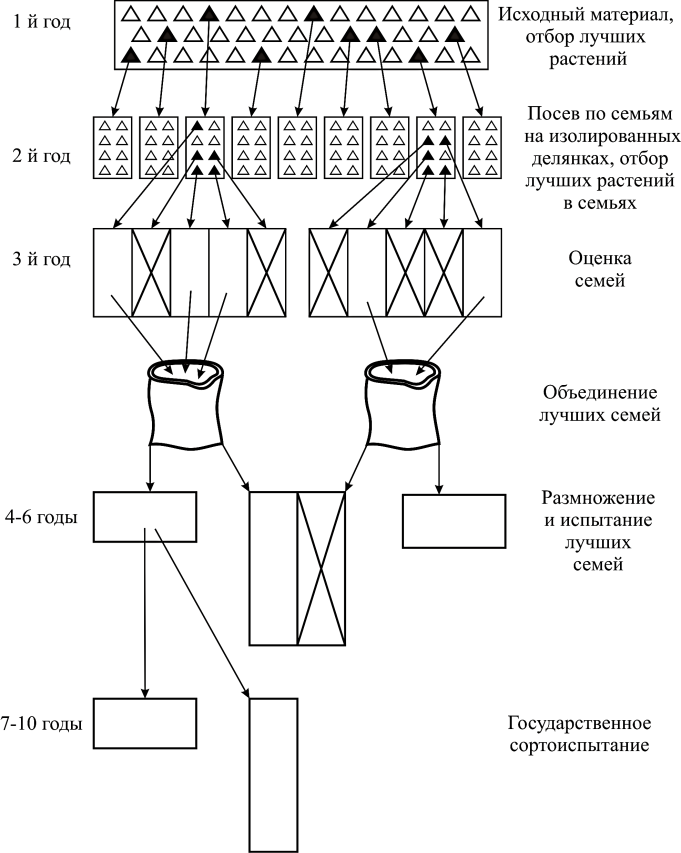 1 й год
Исходный материал,
отбор лучших
растений
2 й год
Посев по семьям
на изолированных
делянках, отбор
лучших растений
в семьях
3 й год
Оценка
семей
Объединение
лучших семей
4-6 годы
Размножение
и испытание
лучших
семей
7-10 годы
Государственное
сортоиспытание